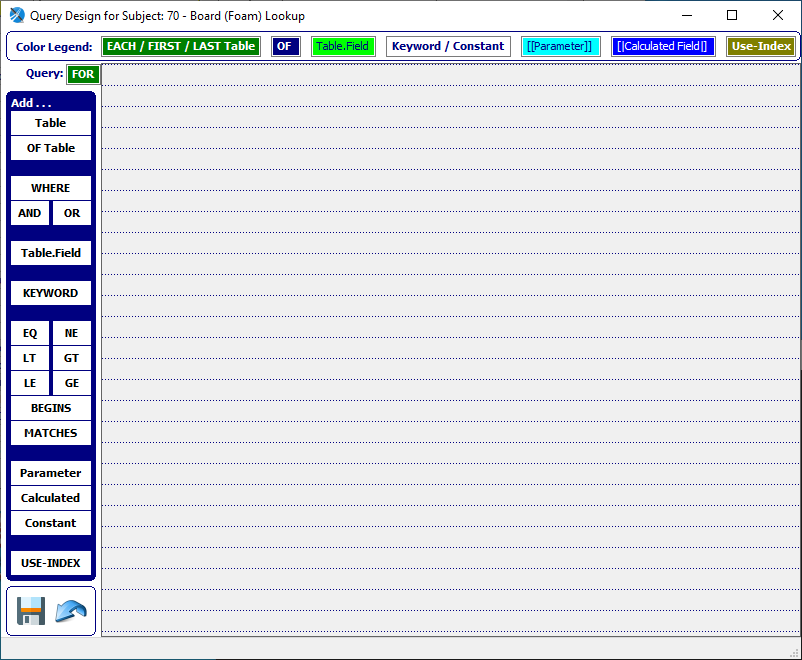 Query Design for Subject: 70 - Board (Foam) Lookup
Color Legend: EACH / FIRST / LAST Table OF Table.Field Keyword / Constant [[Parameter]] [|Calculated Field|] Use-Index
Query: FOR
Add . . .
Table
OF Table
WHERE
AND OR
Table.Field
KEYWORD
EQ NE
LT GT
LE GE
BEGINS
MATCHES
Parameter
Calculated
Constant
USE-INDEX